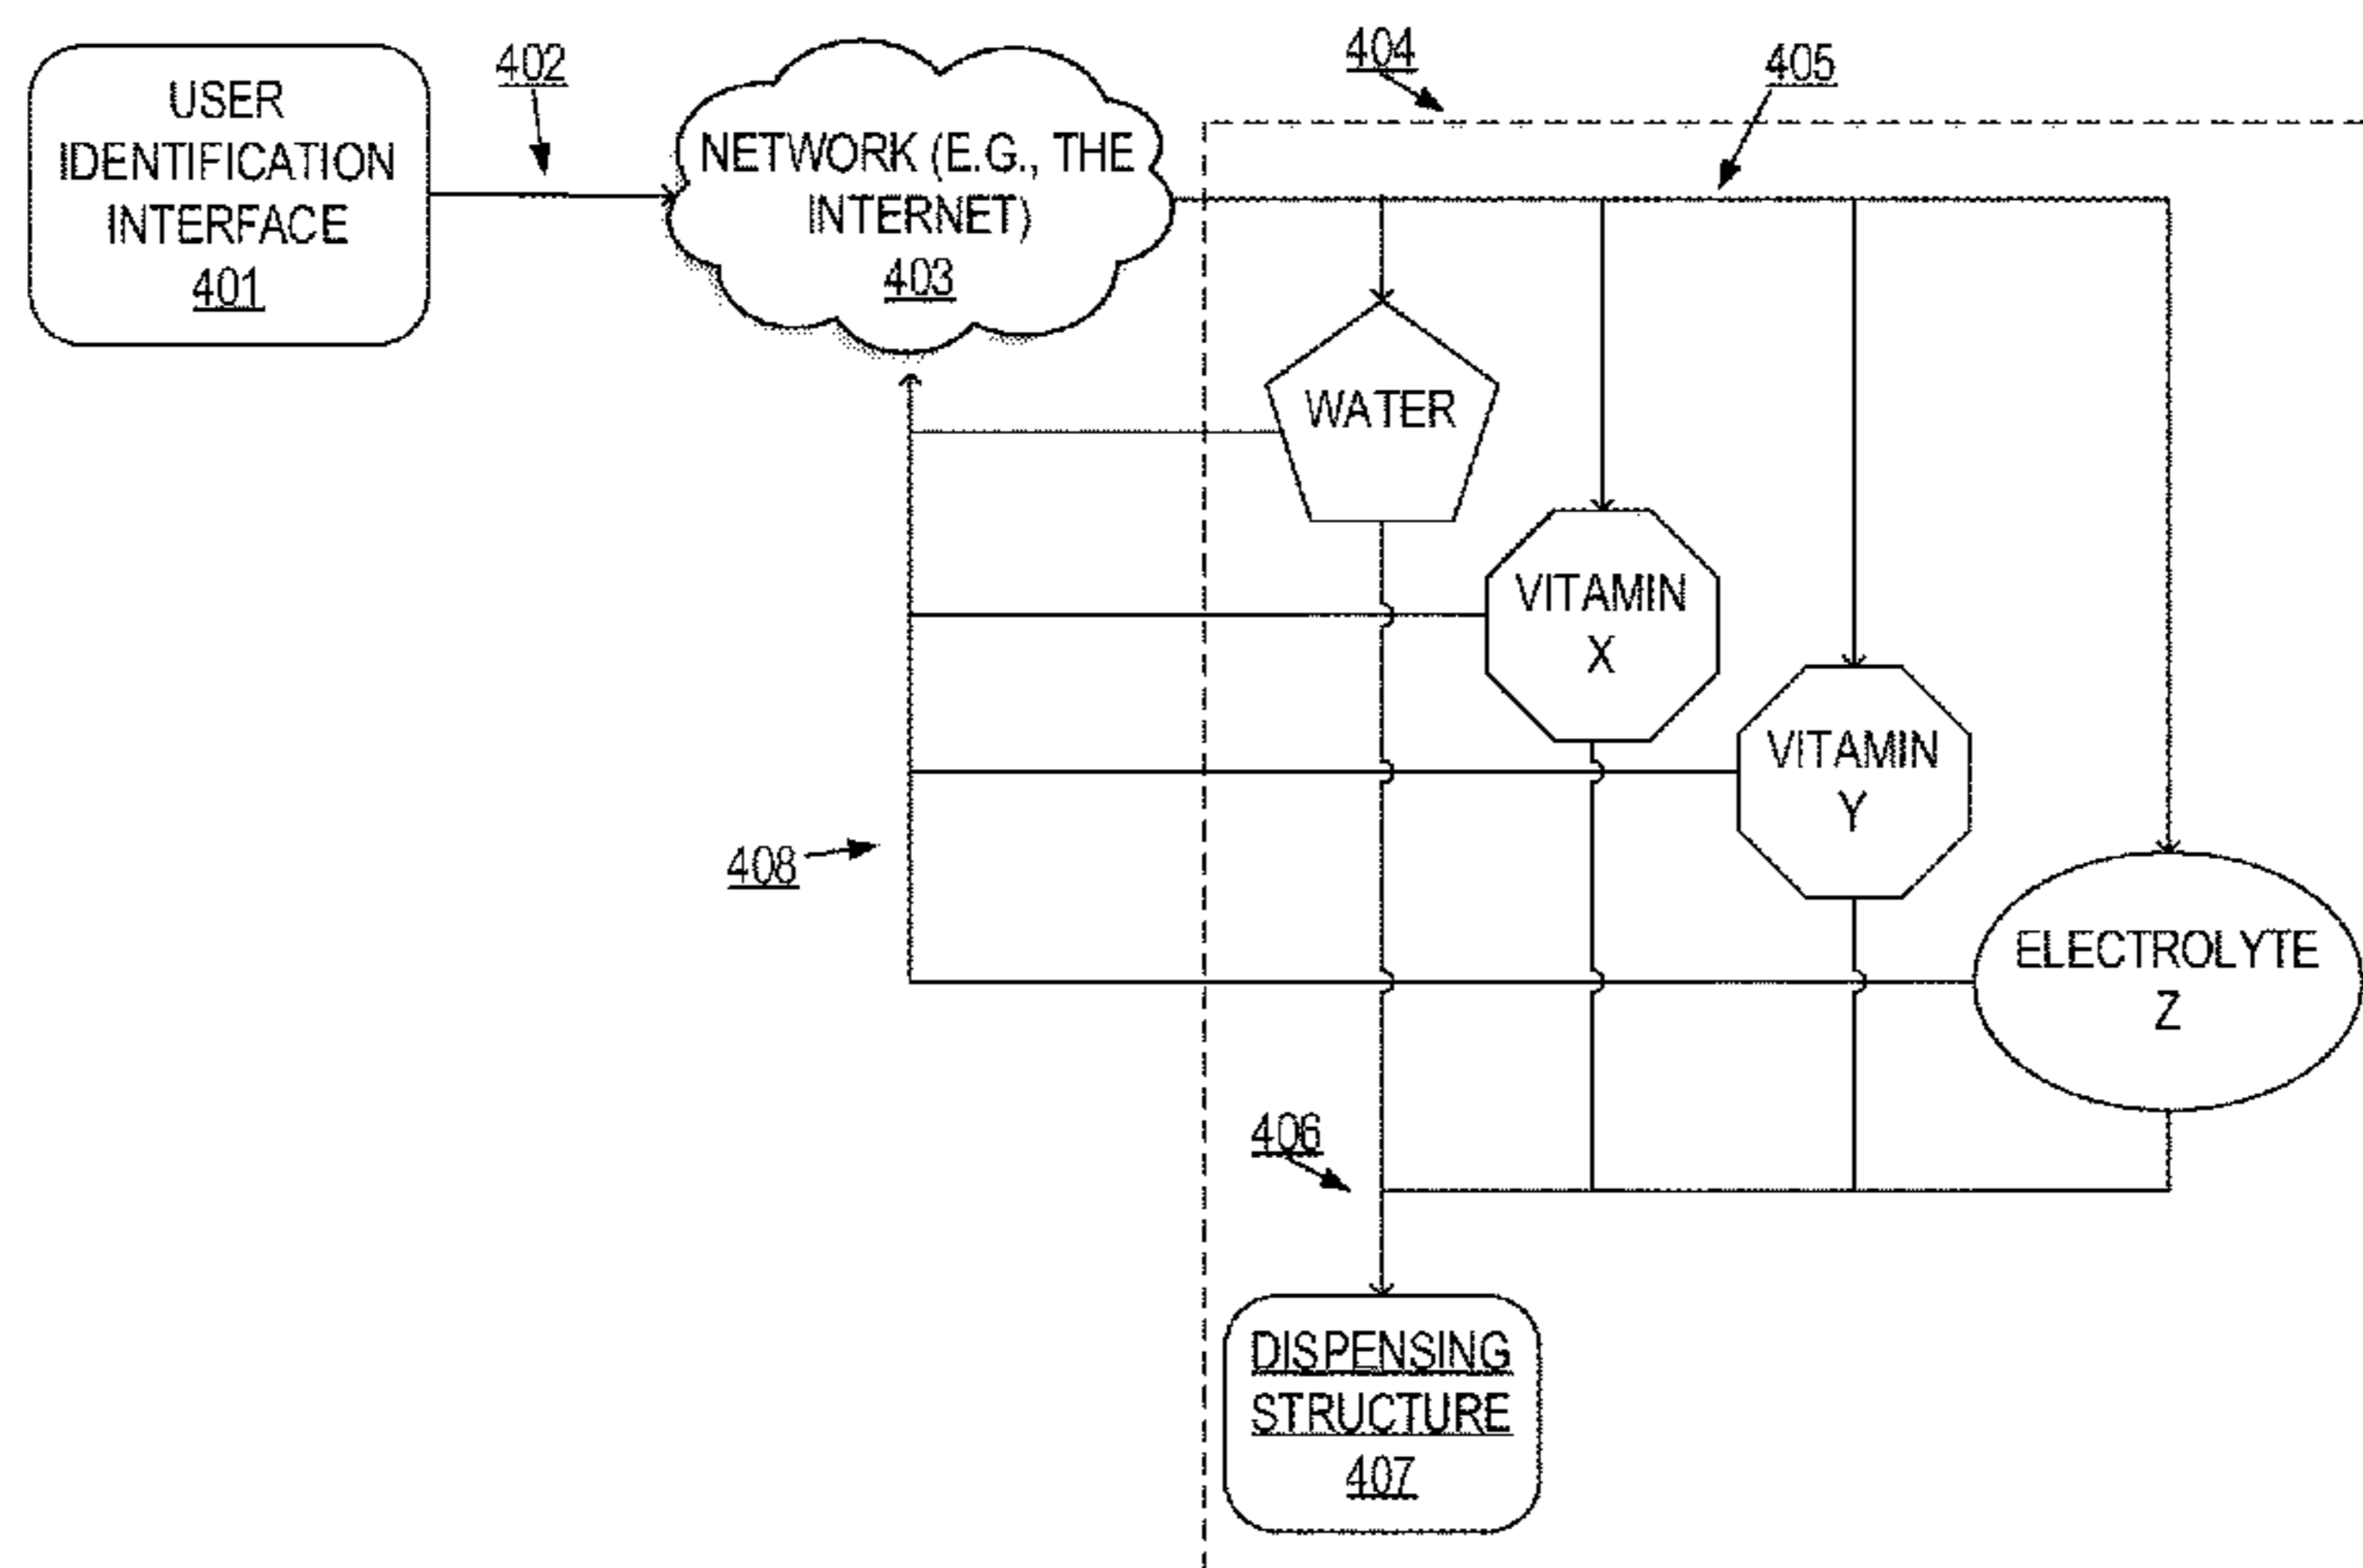 USER
IDENTIFICATION
INTERFACE
401
402
NETWORK (E.G., THE
INTERNET)
403
404
405
WATER
VITAMIN
X
VITAMIN
Y
408
ELECTROLYTE
Z
406
DISPENSING
STRUCTURE
407